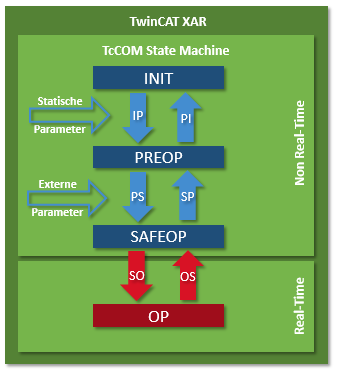 TwinCAT XAR
TcCOM State Machine
INIT
Statische
Parameter
IP
PI
PREOP
Externe
Parameter
PS
SP
SAFEOP
Non Real-Time
SO
OS
OP
Real-Time